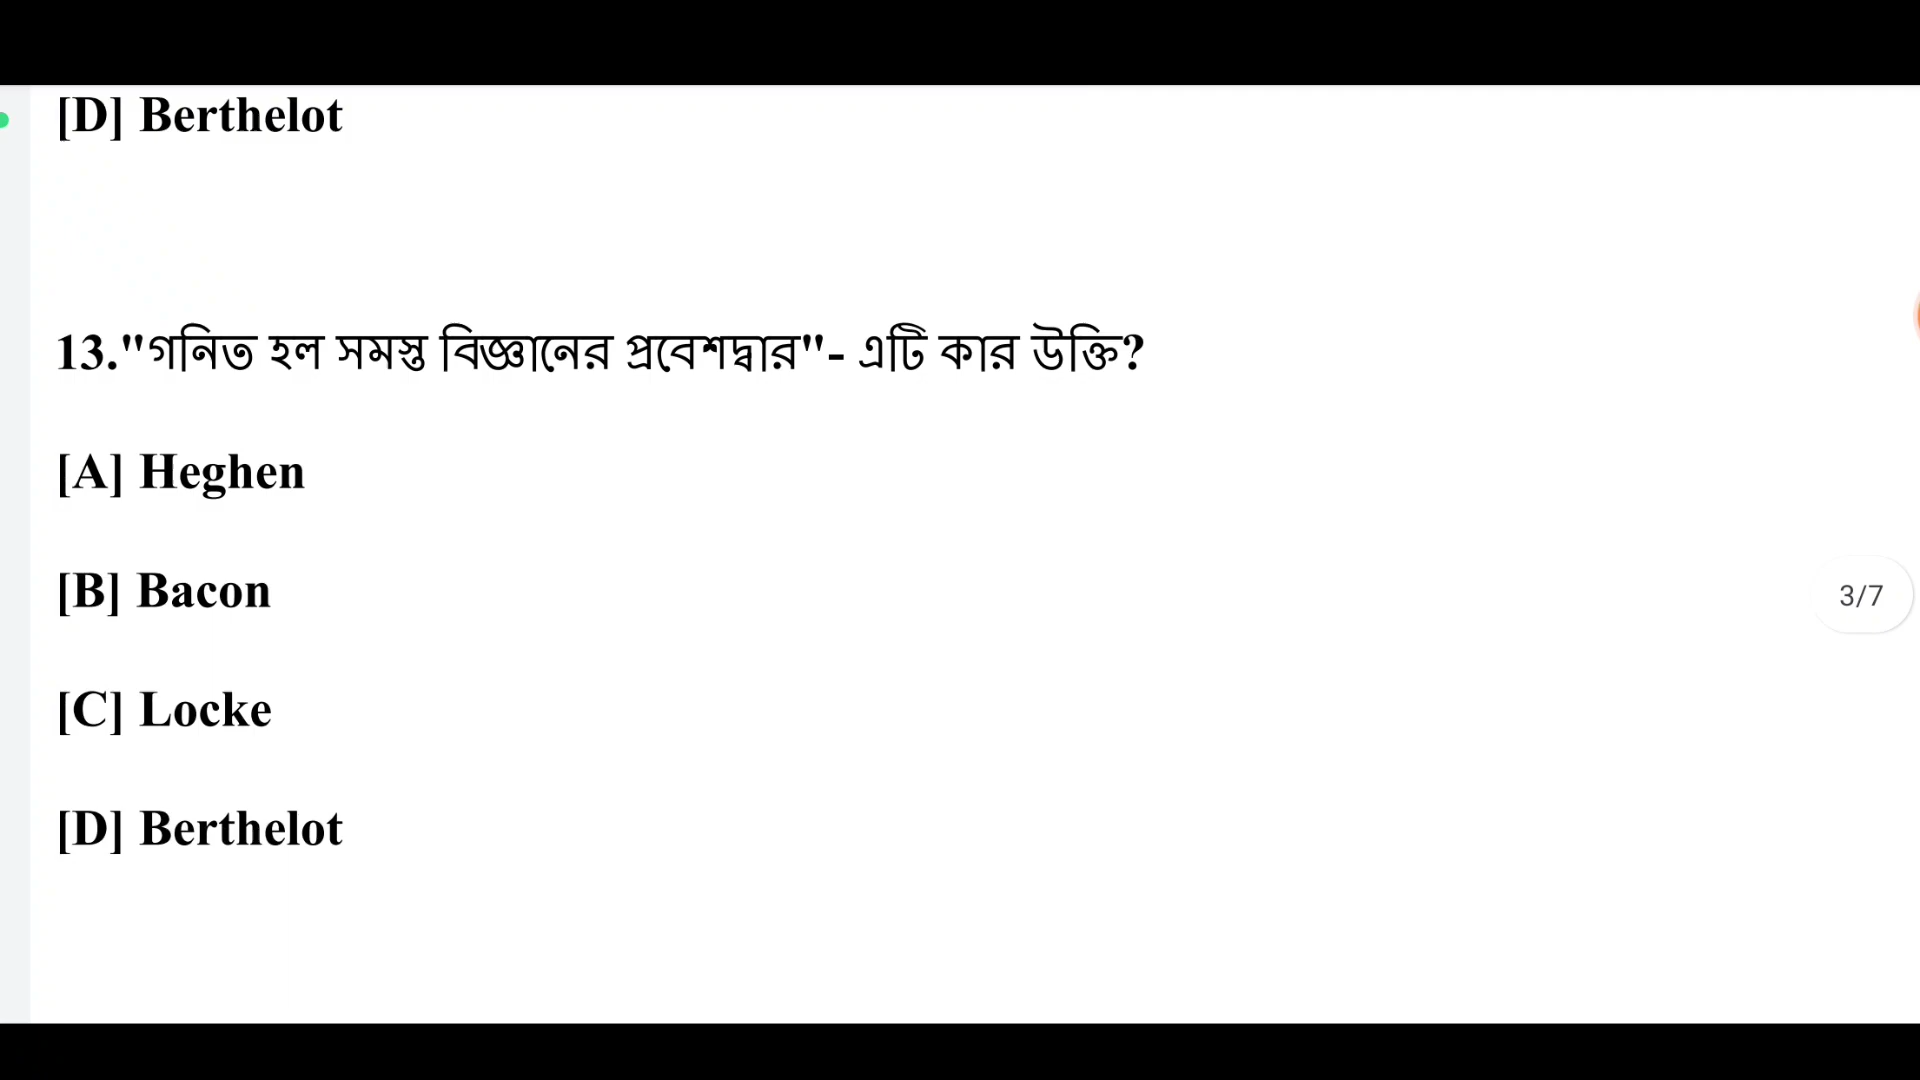 [D] Berthelot
13."গনিত হল সমস্ত বিজ্ঞানের প্রবেশদ্বার"- এটি কার উক্তি?
[A] Heghen
[B] Bacon
3/7
[C] Locke
[D] Berthelot